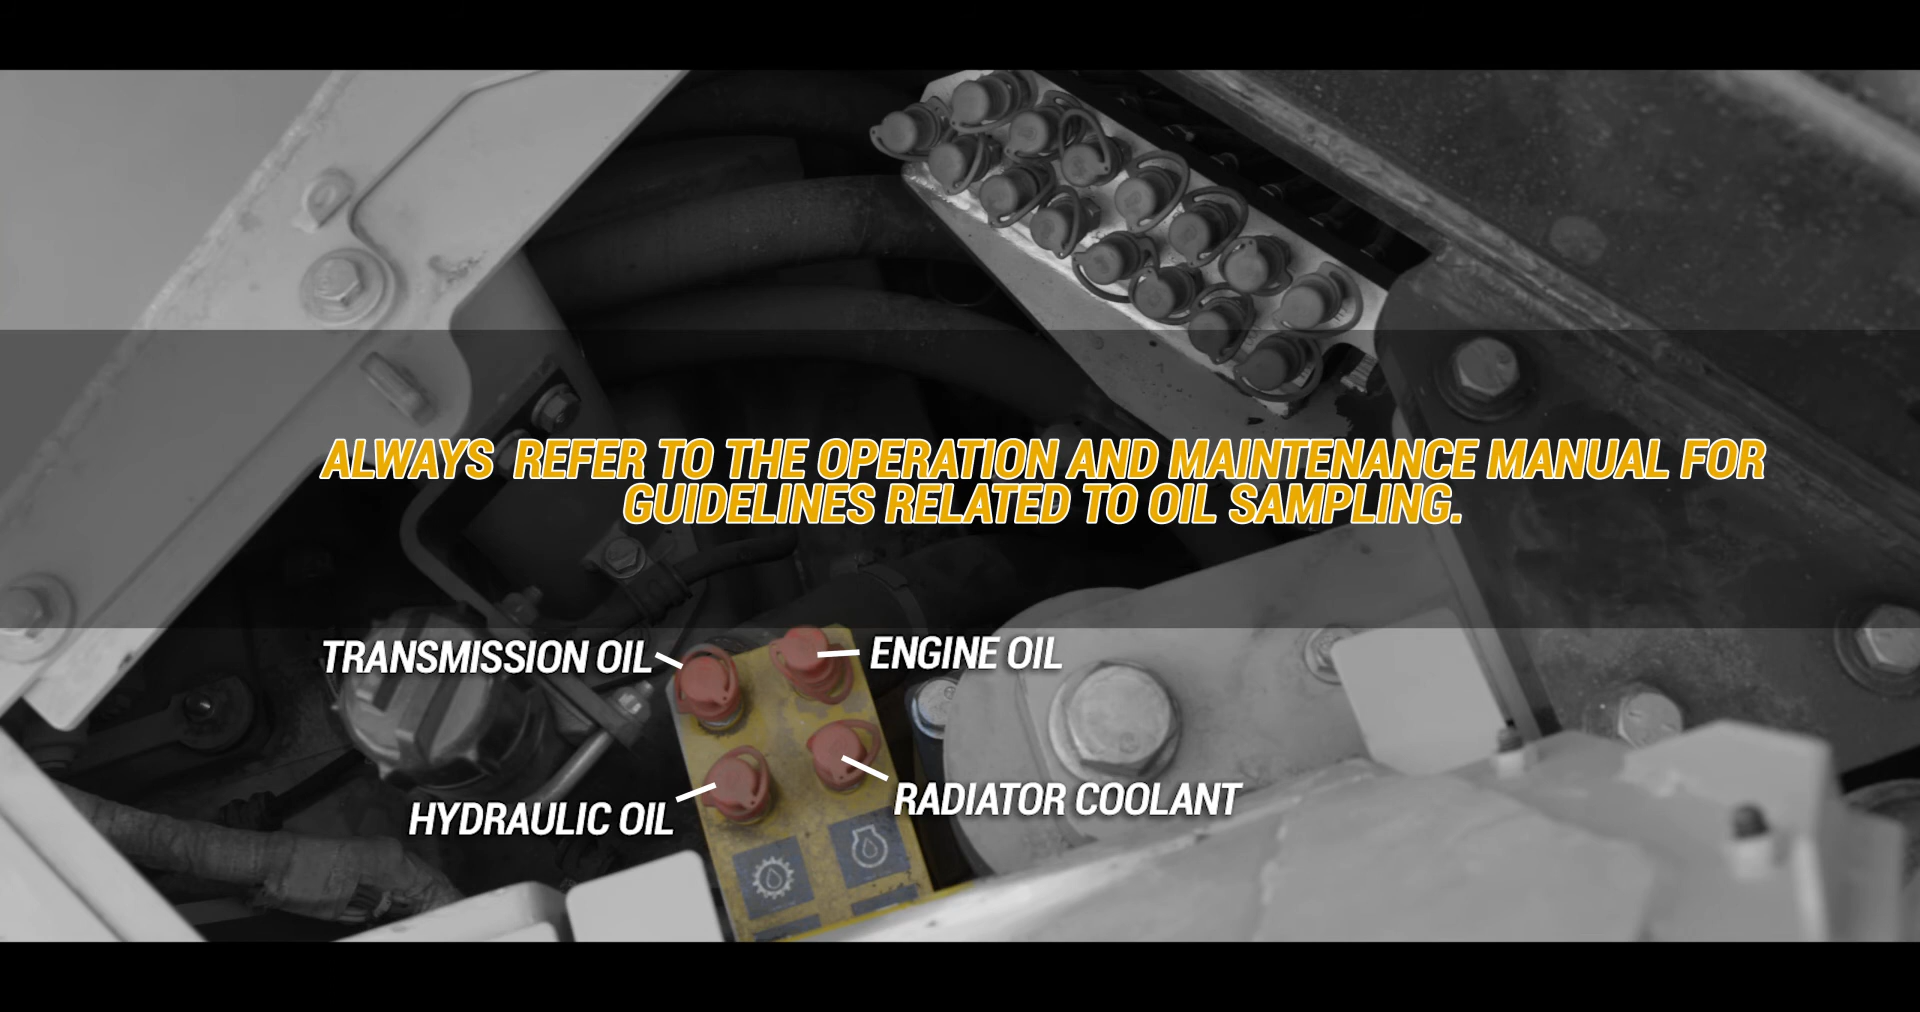 ALWAYS  REFER TO THE OPERATION AND MAINTENANCE MANUAL FOR
GUIDELINES RELATED TO OIL SAMPLING.
TRANSMISSION OIL
ENGINE OIL
HYDRAULIC OIL
RADIATOR COOLANT